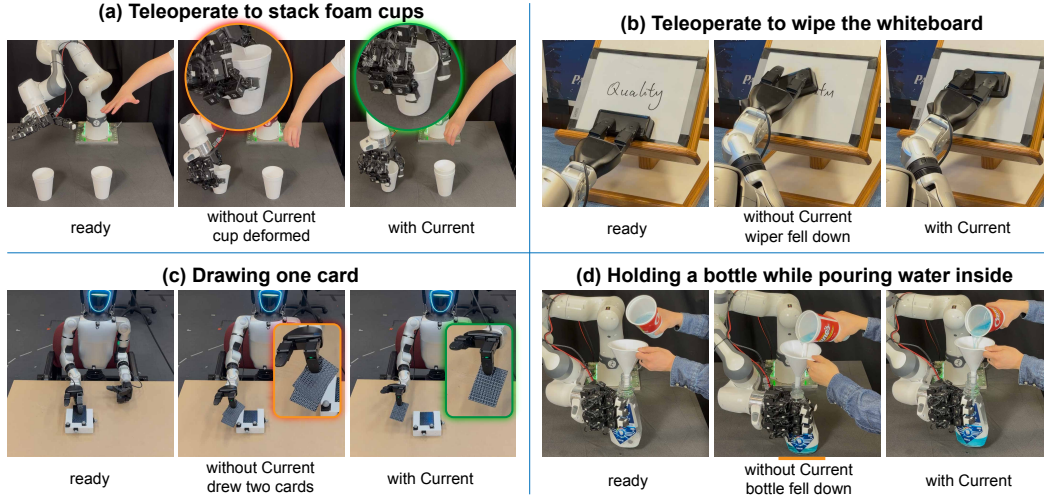 (a) Teleoperate to stack foam cups
ready
without Current
cup deformed
with Current
(b) Teleoperate to wipe the whiteboard
Quality
ty
ready
without Current
wiper fell down
with Current
(c) Drawing one card
ready
without Current
drew two cards
with Current
(d) Holding a bottle while pouring water inside
ready
without Current
bottle fell down
with Current